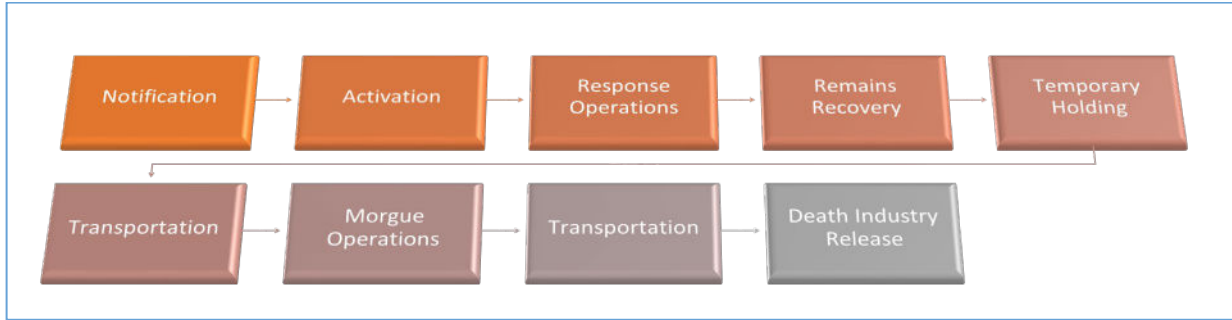 Notification
Activation
Response
Operations
Remains
Recovery
Temporary
Holding
Transportation
Morgue
Operations
Transportation
Death Industry
Release